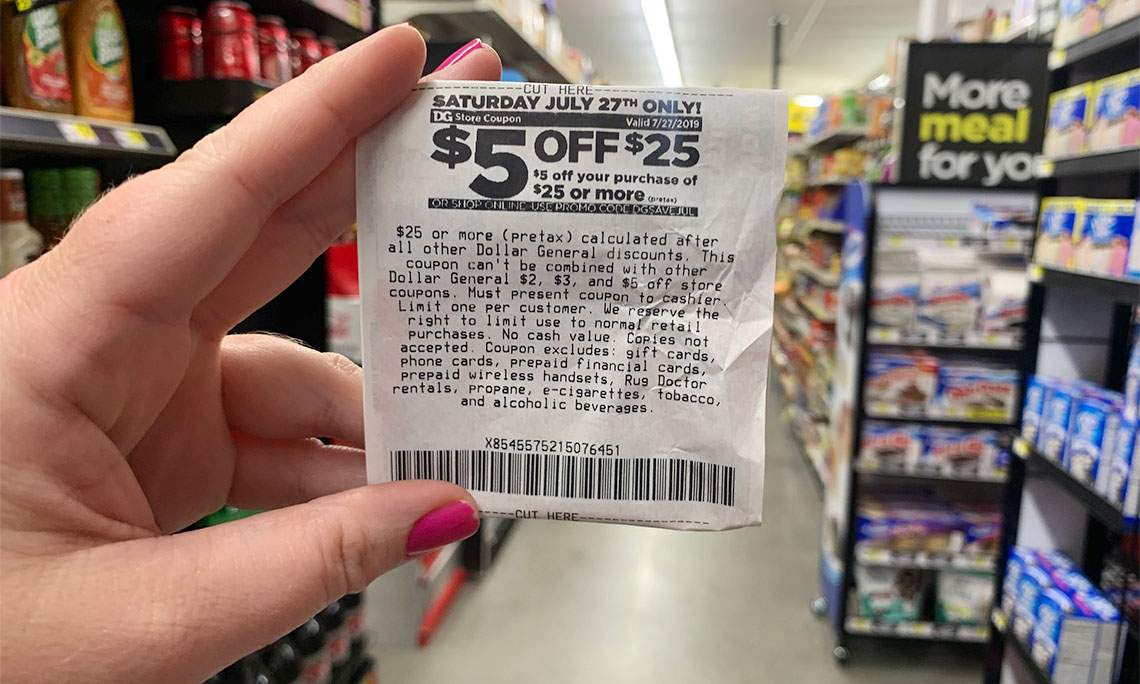 ---CUT HERE---
SATURDAY JULY 27TH ONLY!
DG Store Coupon Valid 7/27/2019
$5 OFF $25
$5 off your purchase of
$25 or more (pretax)
OR SHOP ONLINE-USE PROMO CODE DGSAVEJUL
$25 or more (pretax) calculated after
all other Dollar General discounts. This
coupon can't be combined with other
Dollar General $2, $3, and $5 off store
coupons. Must present coupon to cashier.
Limit one per customer. We reserve the
right to limit use to normal retail
purchases. No cash value. Copies not
accepted. Coupon excludes: gift cards,
phone cards, prepaid financial cards,
prepaid wireless handsets, Rug Doctor
rentals, propane, e-cigarettes, tobacco,
and alcoholic beverages.
X8545575215076451
---CUT HERE---
More
meal
for you